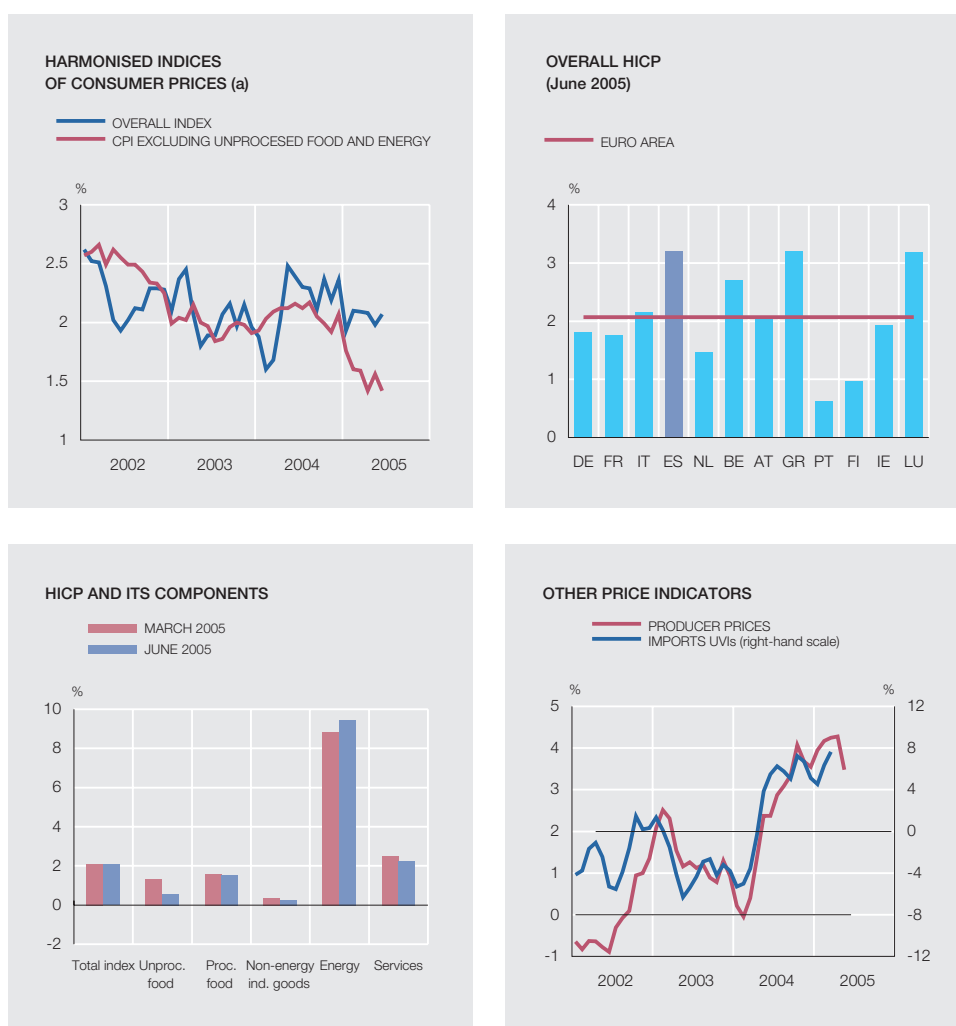 HARMONISED INDICES
OF CONSUMER PRICES (a)
OVERALL INDEX
CPI EXCLUDING UNPROCESED FOOD AND ENERGY
%
3
2.5
2
1.5
1
2002 2003 2004 2005
OVERALL HICP
(June 2005)
EURO AREA
%
4
3
2
1
0
DE FR IT ES NL BE AT GR PT FI IE LU
HICP AND ITS COMPONENTS
MARCH 2005
JUNE 2005
%
10
8
6
4
2
0
-2
Total index Unproc. Proc. Non-energy Energy Services
food food ind. goods
OTHER PRICE INDICATORS
PRODUCER PRICES
IMPORTS UVIs (right-hand scale)
% %
5 12
4 8
3 4
2 0
1 -4
0 -8
-1 -12
2002 2003 2004 2005